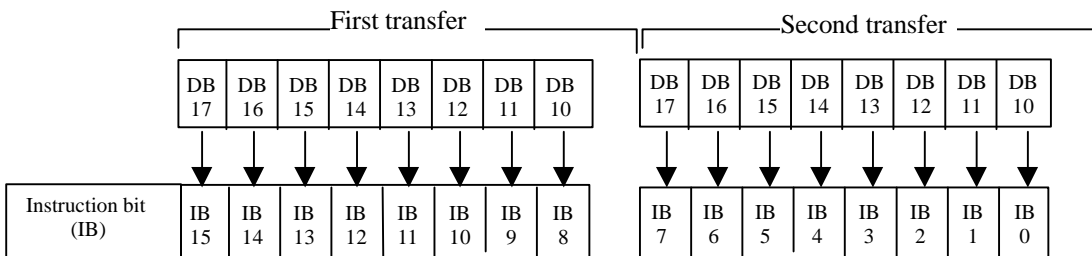 First transfer Second transfer
DB DB DB DB DB DB DB DB DB DB DB DB DB DB DB DB
17 16 15 14 13 12 11 10 17 16 15 14 13 12 11 10
Instruction bit IB IB IB IB IB IB IB IB IB IB IB IB IB IB IB IB
(IB) 15 14 13 12 11 10 9 8 7 6 5 4 3 2 1 0